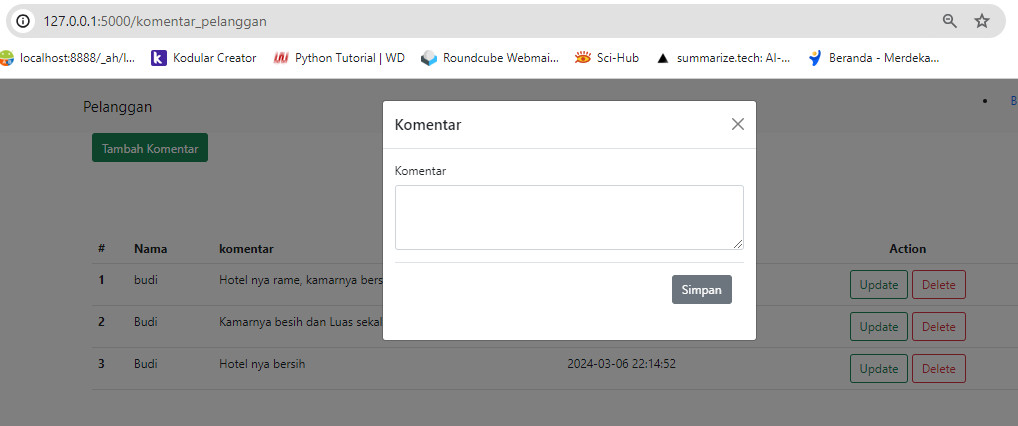 127.0.0.1:5000/komentar_pelanggan
localhost:8888/_ah/l... Kodular Creator Python Tutorial | WD Roundcube Webmai... Sci-Hub summarize.tech: AI-... Beranda - Merdeka...
Pelanggan
B
Tambah Komentar
Komentar
Komentar
Simpan
# Nama komentar Action
1 budi Hotel nya rame, kamarnya bers Update Delete
2 Budi Kamarnya besih dan Luas sekal Update Delete
3 Budi Hotel nya bersih 2024-03-06 22:14:52 Update Delete